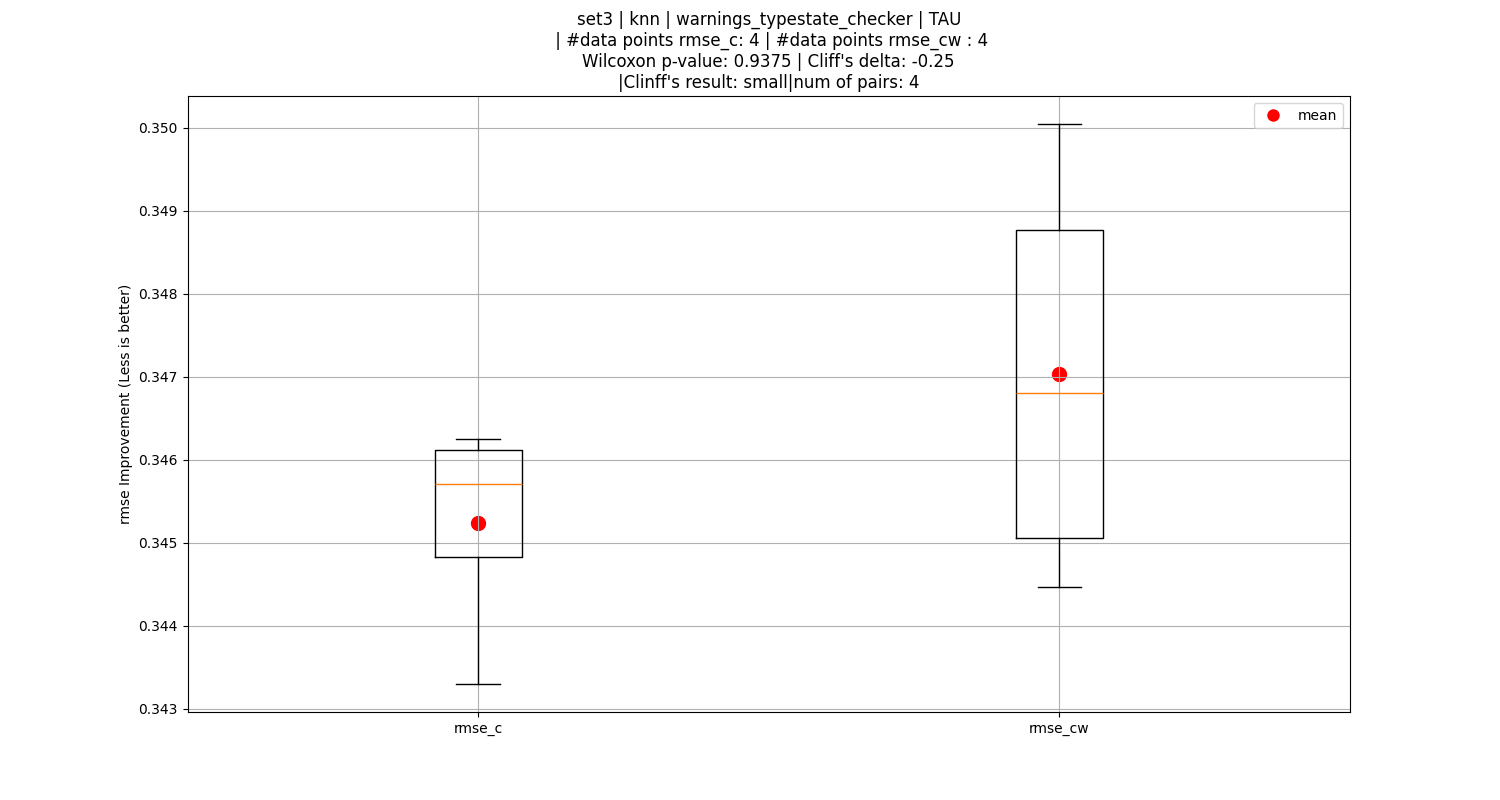 set3 | knn | warnings_typestate_checker | TAU
| #data points rmse_c: 4 | #data points rmse_cw : 4
Wilcoxon p-value: 0.9375 | Cliff's delta: -0.25
|Clinff's result: small|num of pairs: 4
mean
rmse Improvement (Less is better)
0.350
0.349
0.348
0.347
0.346
0.345
0.344
0.343
rmse_c
rmse_cw